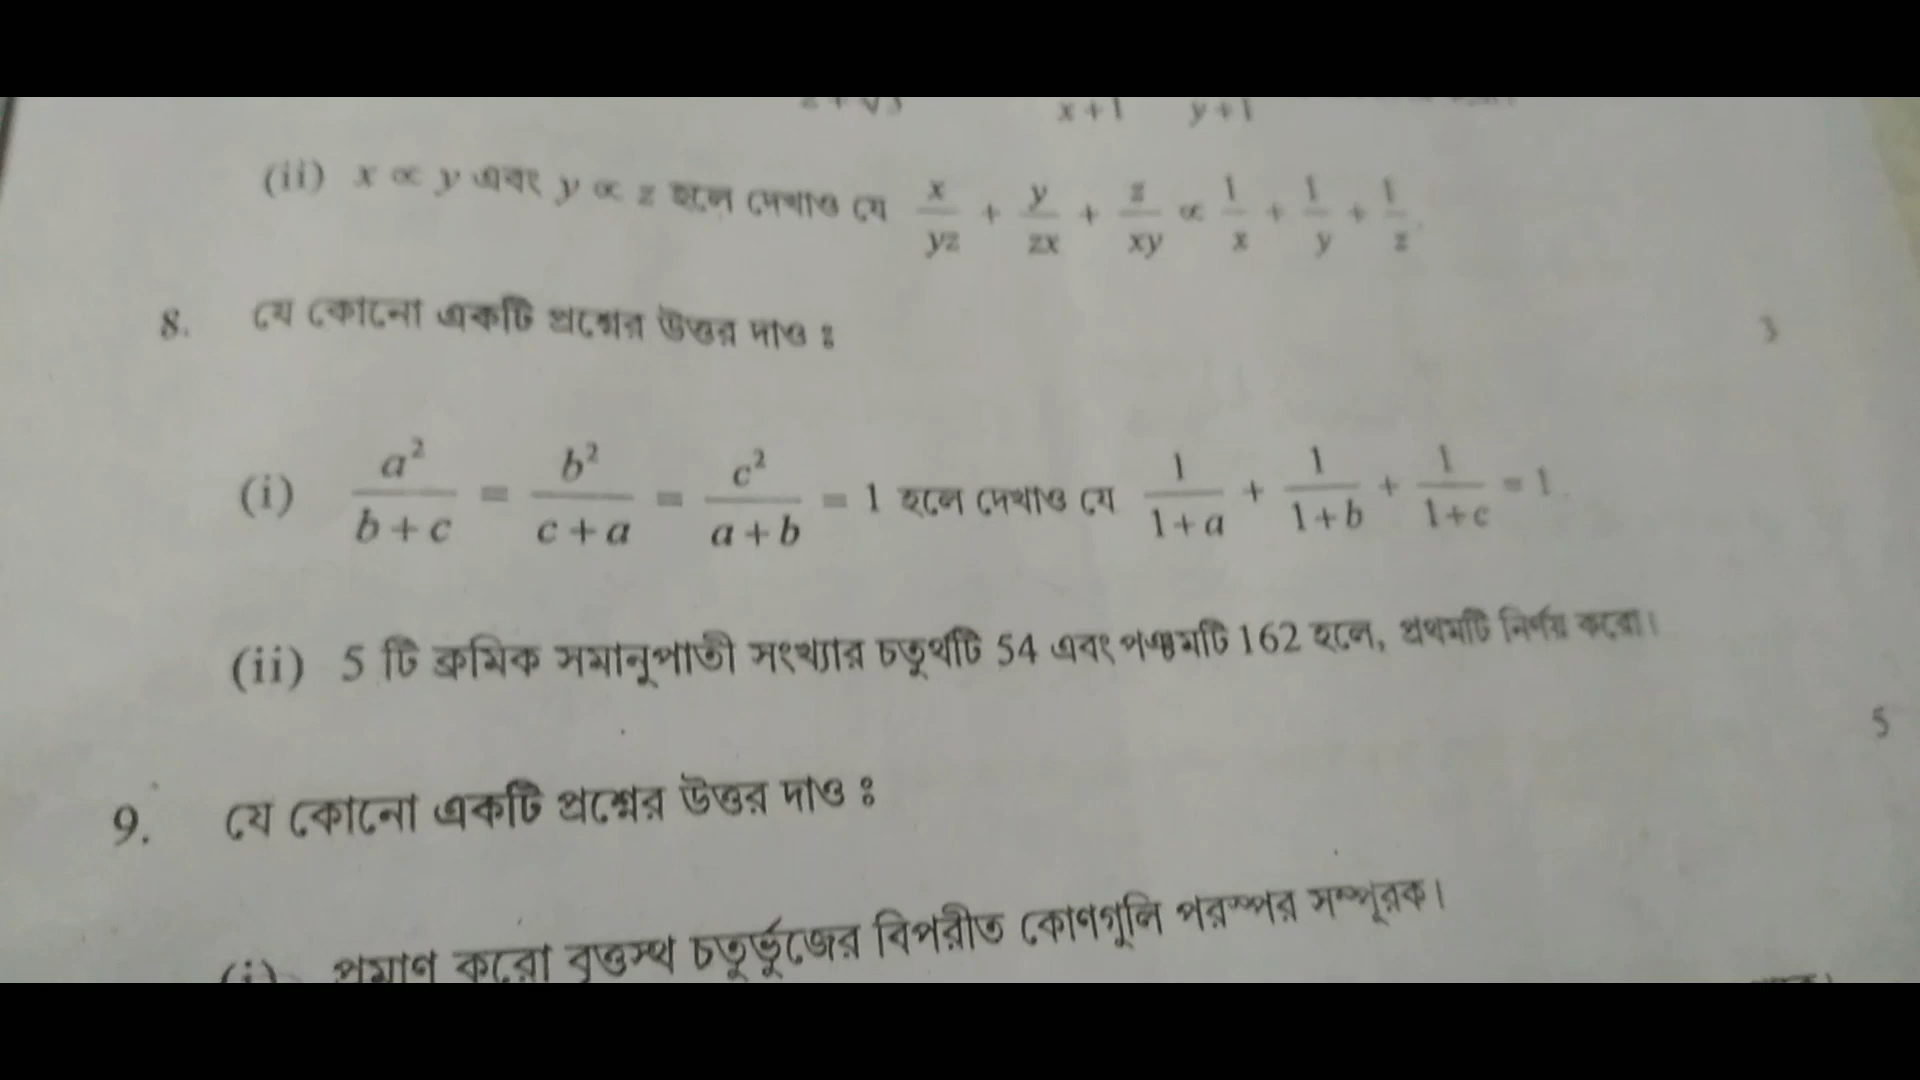 x+1 y+1
(ii) x ∝ y এবং y ∝ z হলে দেখাও যে x/yz + y/zx + z/xy ∝ 1/x + 1/y + 1/z
8. যে কোনো একটি প্রশ্নের উত্তর দাও ঃ 3
(i) a²/b+c = b²/c+a = c²/a+b = 1 হলে দেখাও যে 1/1+a + 1/1+b + 1/1+c = 1
(ii) 5 টি ক্রমিক সমানুপাতী সংখ্যার চতুর্থটি 54 এবং পঞ্চমটি 162 হলে, প্রথমটি নির্ণয় করো।
5
9. যে কোনো একটি প্রশ্নের উত্তর দাও ঃ
(i) প্রমাণ করো বৃত্তস্থ চতুর্ভুজের বিপরীত কোণগুলি পরস্পর সম্পূরক।